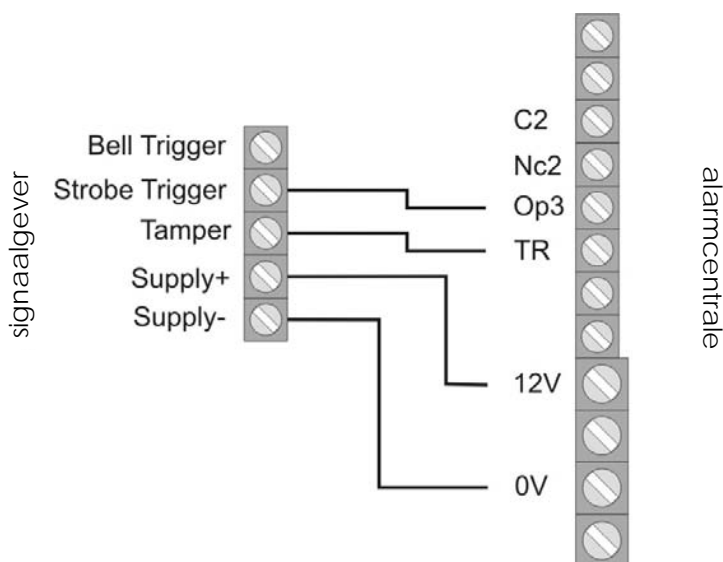 signaalgever
Bell Trigger
Strobe Trigger
Tamper
Supply+
Supply-
C2
Nc2
Op3
TR
12V
0V
alarmcentrale